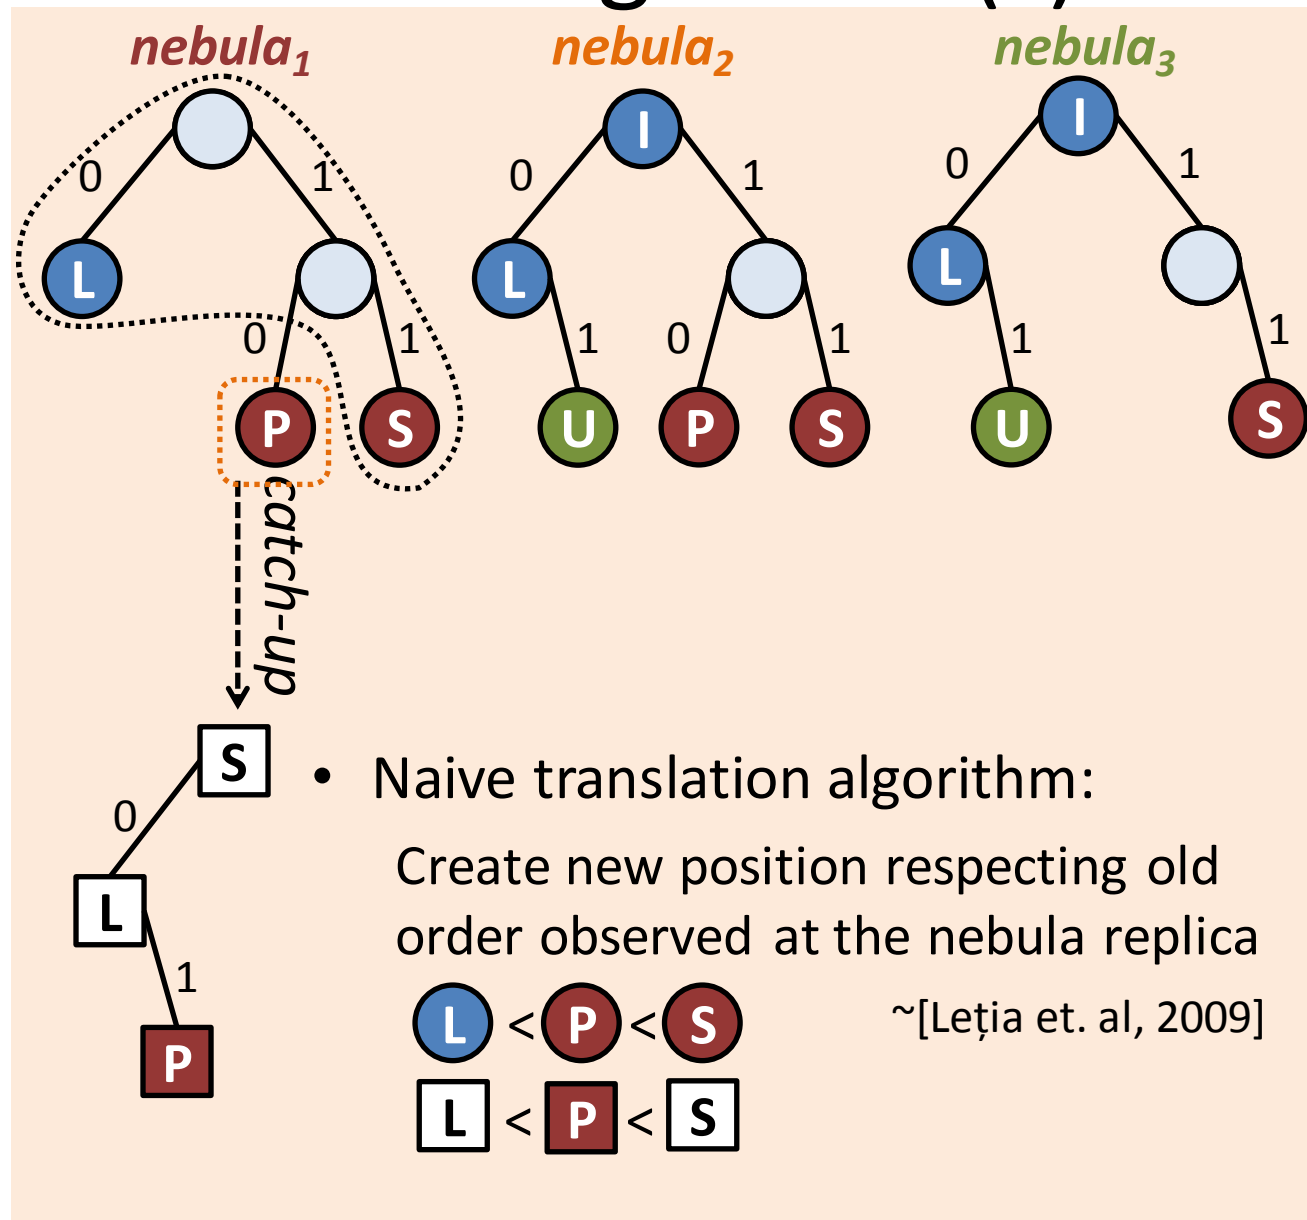 nebula1 nebula2 nebula3
I I
0 1 0 1 0 1
L L L
0 1 1 0 1 1 1
P S U P S U S
catch-up
S
• Naive translation algorithm:
0
Create new position respecting old
L
order observed at the nebula replica
1
L < P < S ~[Leția et. al, 2009]
P
L < P < S